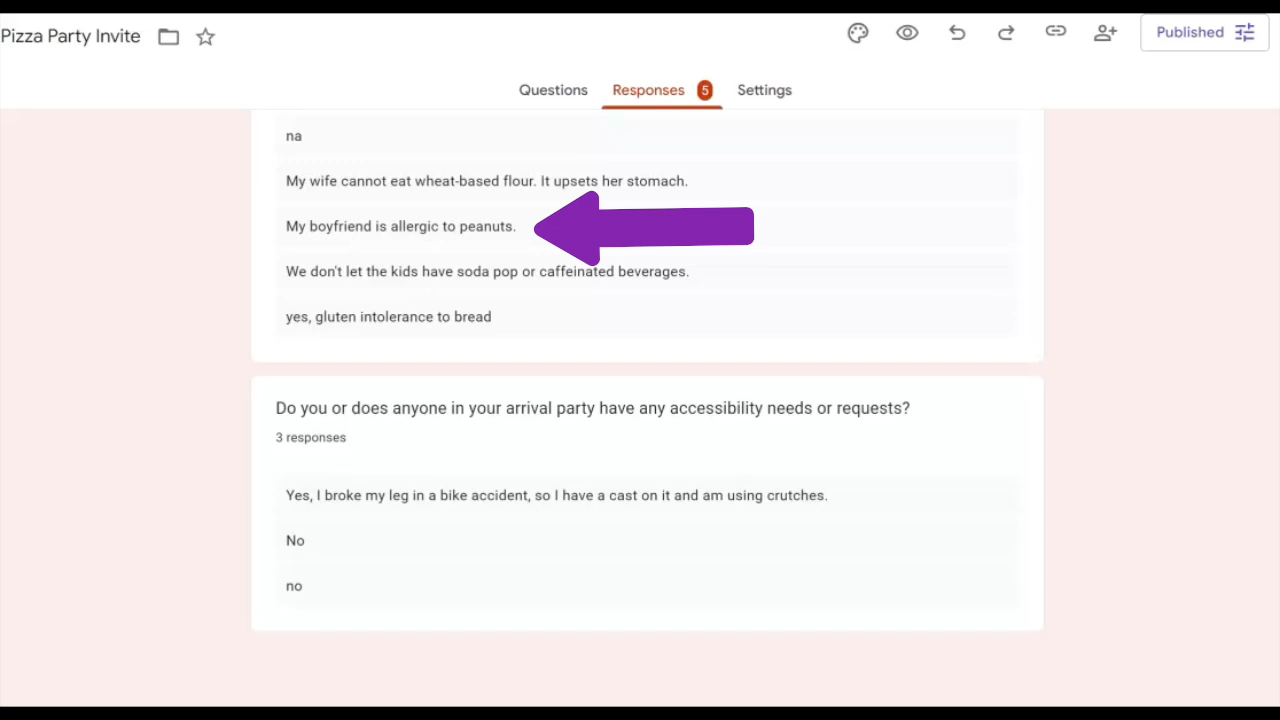 Pizza Party Invite
Published
Questions
Responses 5
Settings
na
My wife cannot eat wheat-based flour. It upsets her stomach.
My boyfriend is allergic to peanuts.
We don't let the kids have soda pop or caffeinated beverages.
yes, gluten intolerance to bread
Do you or does anyone in your arrival party have any accessibility needs or requests?
3 responses
Yes, I broke my leg in a bike accident, so I have a cast on it and am using crutches.
No
no